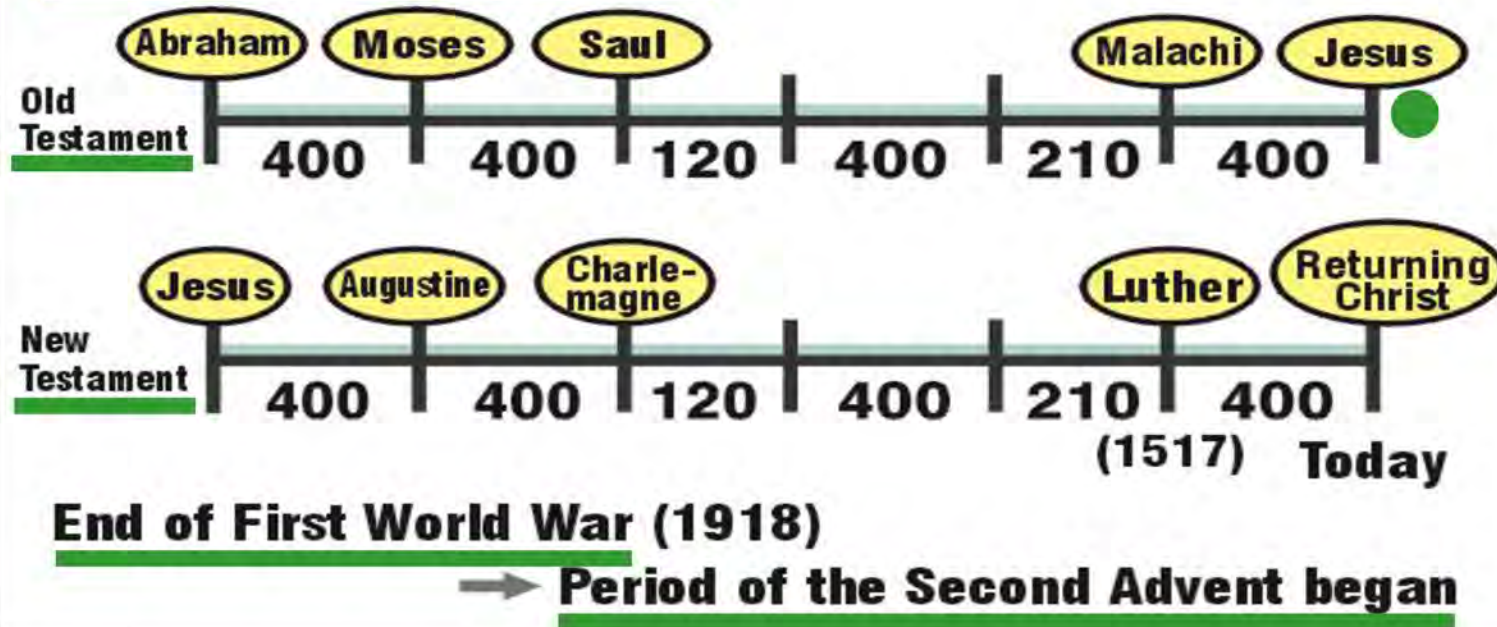 Abraham Moses Saul Malachi Jesus
Old
Testament
400 400 120 400 210 400
Jesus Augustine Charle-
magne Luther Returning
Christ
New
Testament
400 400 120 400 210 400
(1517) Today
End of First World War (1918)
Period of the Second Advent began